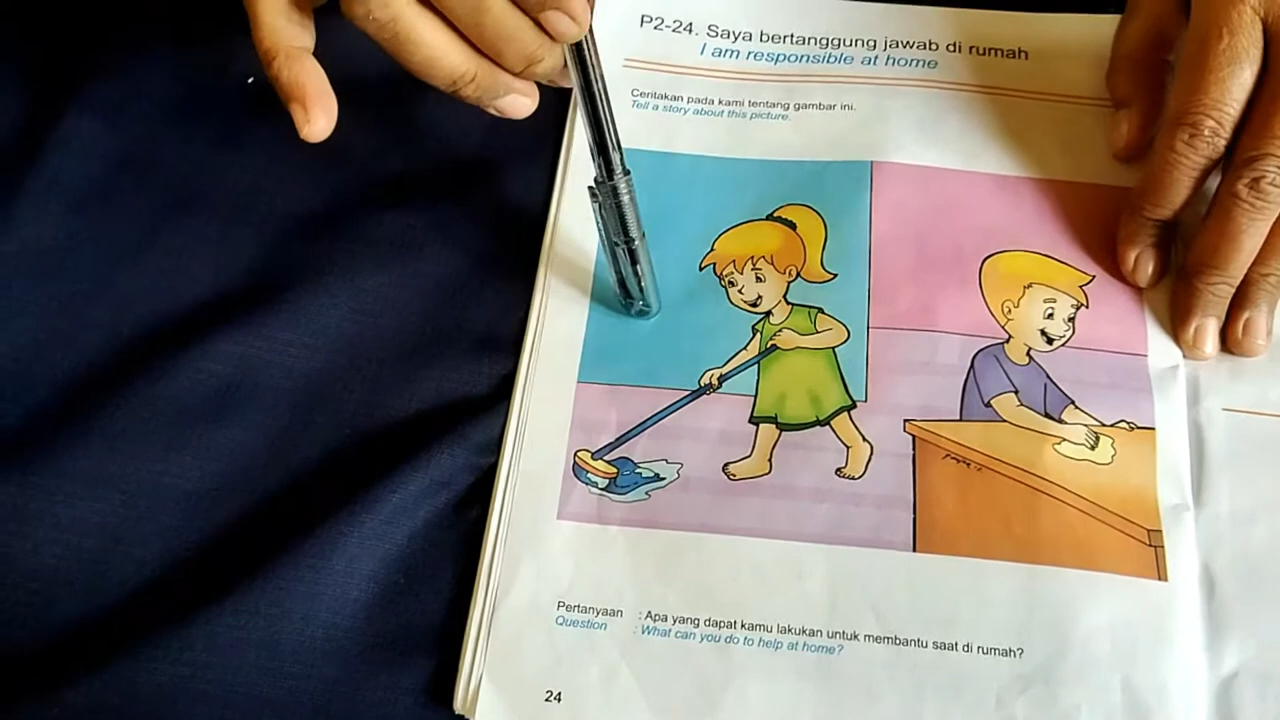 P2-24. Saya bertanggung jawab di rumah
I am responsible at home
Ceritakan pada kami tentang gambar ini.
Tell a story about this picture.
Pertanyaan : Apa yang dapat kamu lakukan untuk membantu saat di rumah?
Question : What can you do to help at home?
24